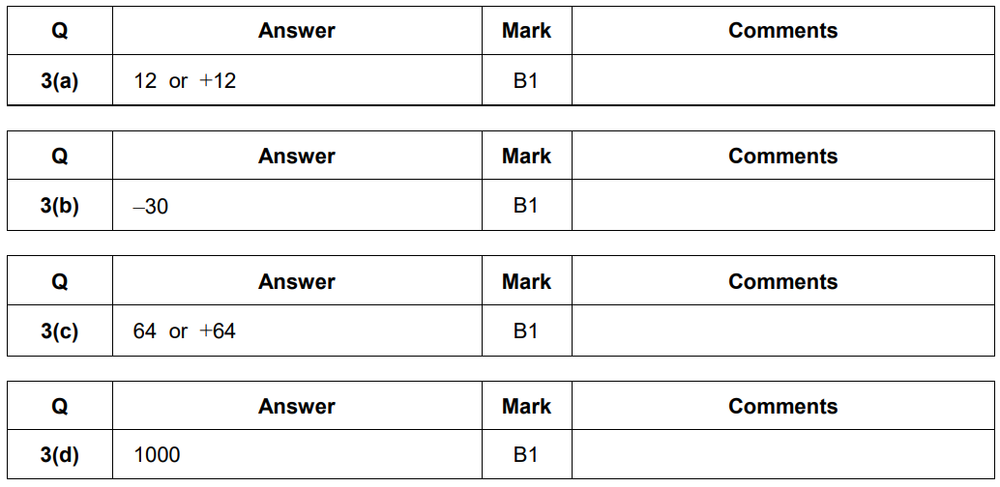 Q Answer Mark Comments
3(a) 12 or +12 B1
Q Answer Mark Comments
3(b) –30 B1
Q Answer Mark Comments
3(c) 64 or +64 B1
Q Answer Mark Comments
3(d) 1000 B1